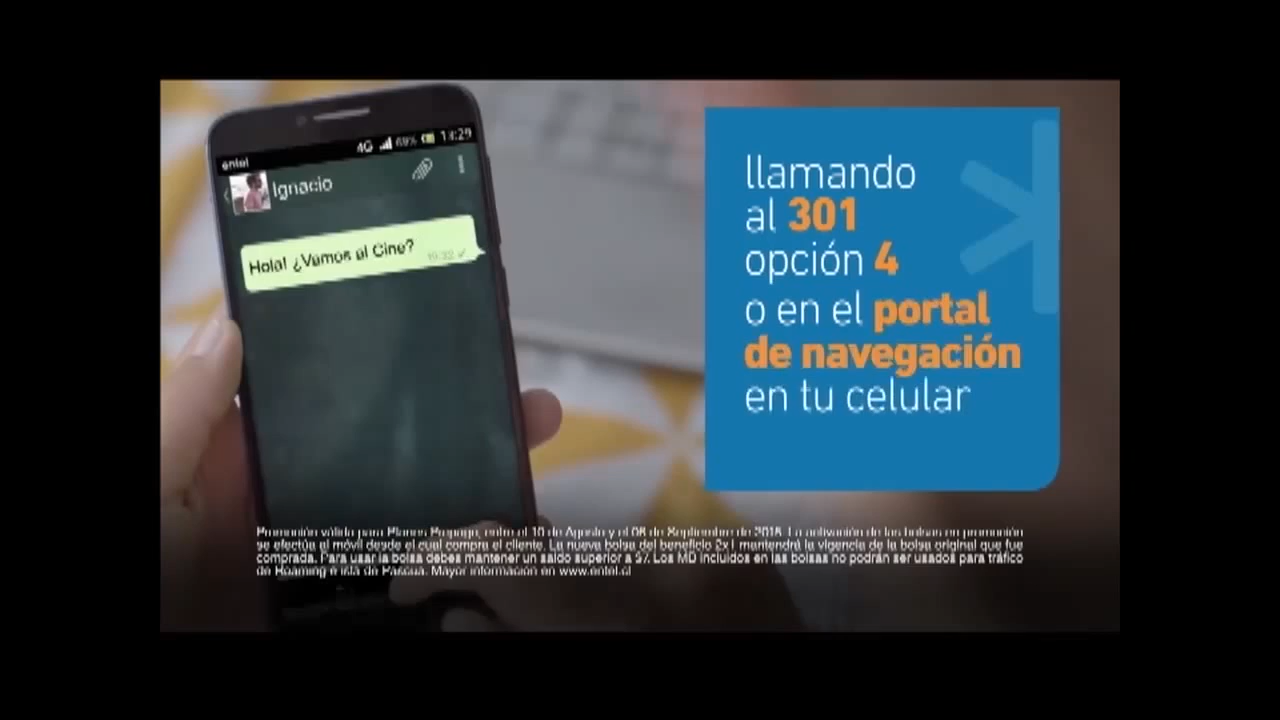 entel 4G 69% 13:29
Ignacio
Hola! ¿Vamos al Cine?
llamando
al 301
opción 4
o en el portal
de navegación
en tu celular
Promoción válida para Planes Prepago, entre el 10 de Agosto y el 06 de Septiembre de La activación de las bolsas en promoción
se efectúa al móvil desde el cual compra el cliente. La nueva bolsa del beneficio 2x1 mantendrá la vigencia de la bolsa original que fue
comprada. Para usar la bolsa debes mantener un saldo superior a Los MB incluidos en las bolsas no podrán ser usados para tráfico
de Roaming e Isla de Pascua. Mayor información en www.entel.cl